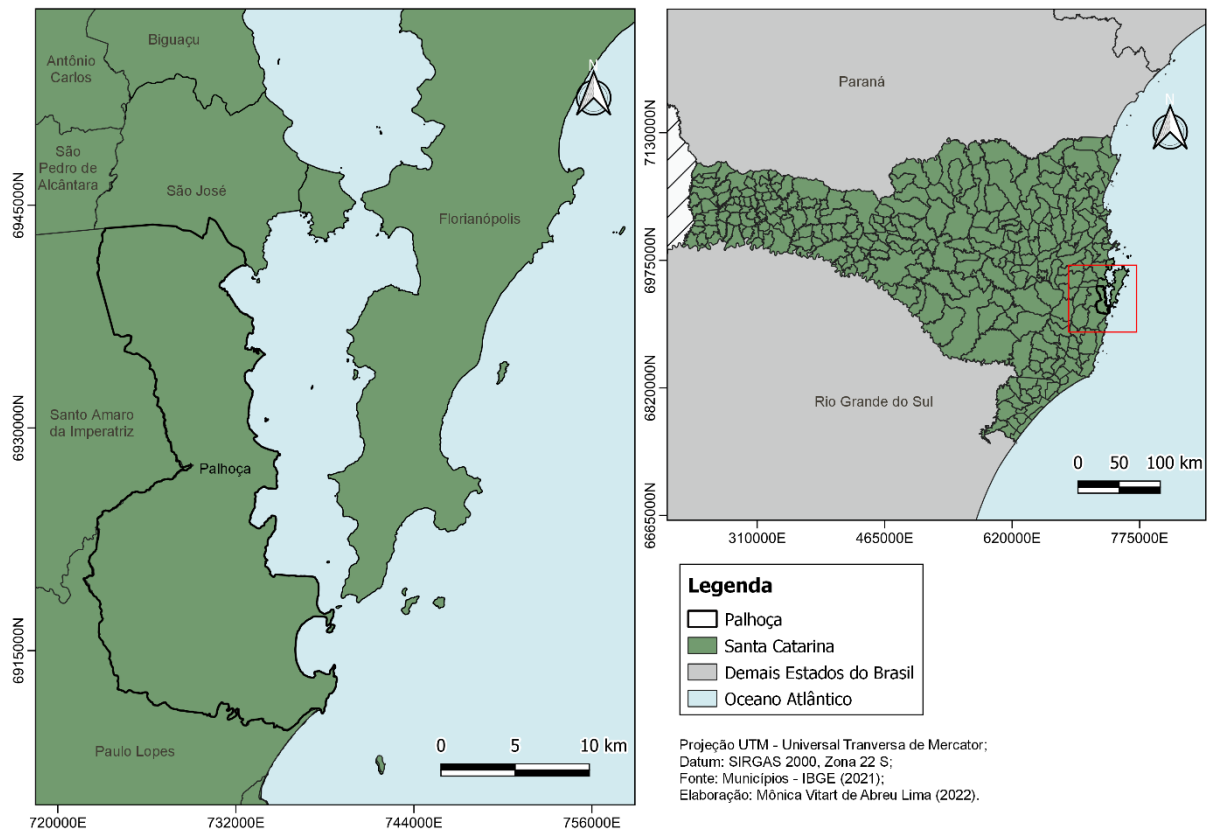 Biguaçu
Antônio
Carlos
N
São
Pedro de
Alcântara
São José
Florianópolis
Santo Amaro
da Imperatriz
Palhoça
Paulo Lopes
0 5 10 km
6945000N
6930000N
6915000N
720000E 732000E 744000E 756000E
Paraná
N
Rio Grande do Sul
0 50 100 km
7130000N
6975000N
6820000N
6665000N
310000E 465000E 620000E 775000E
Legenda
Palhoça
Santa Catarina
Demais Estados do Brasil
Oceano Atlântico
Projeção UTM - Universal Tranversa de Mercator;
Datum: SIRGAS 2000, Zona 22 S;
Fonte: Municípios - IBGE (2021);
Elaboração: Mônica Vitart de Abreu Lima (2022).